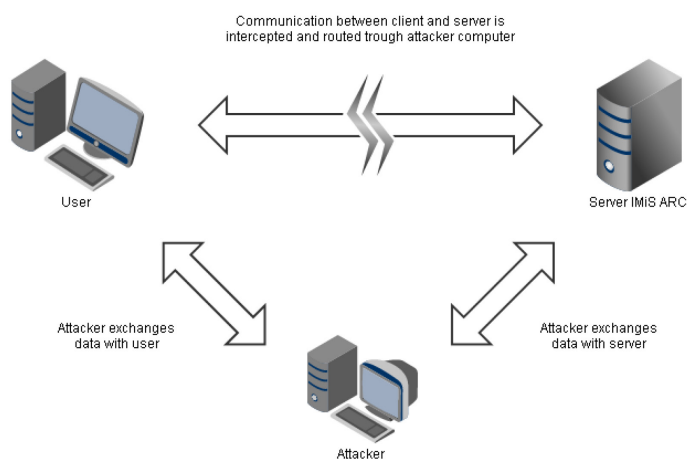 Communication between client and server is
intercepted and routed trough attacker computer
User
Server IMiS ARC
Attacker exchanges
data with user
Attacker exchanges
data with server
Attacker